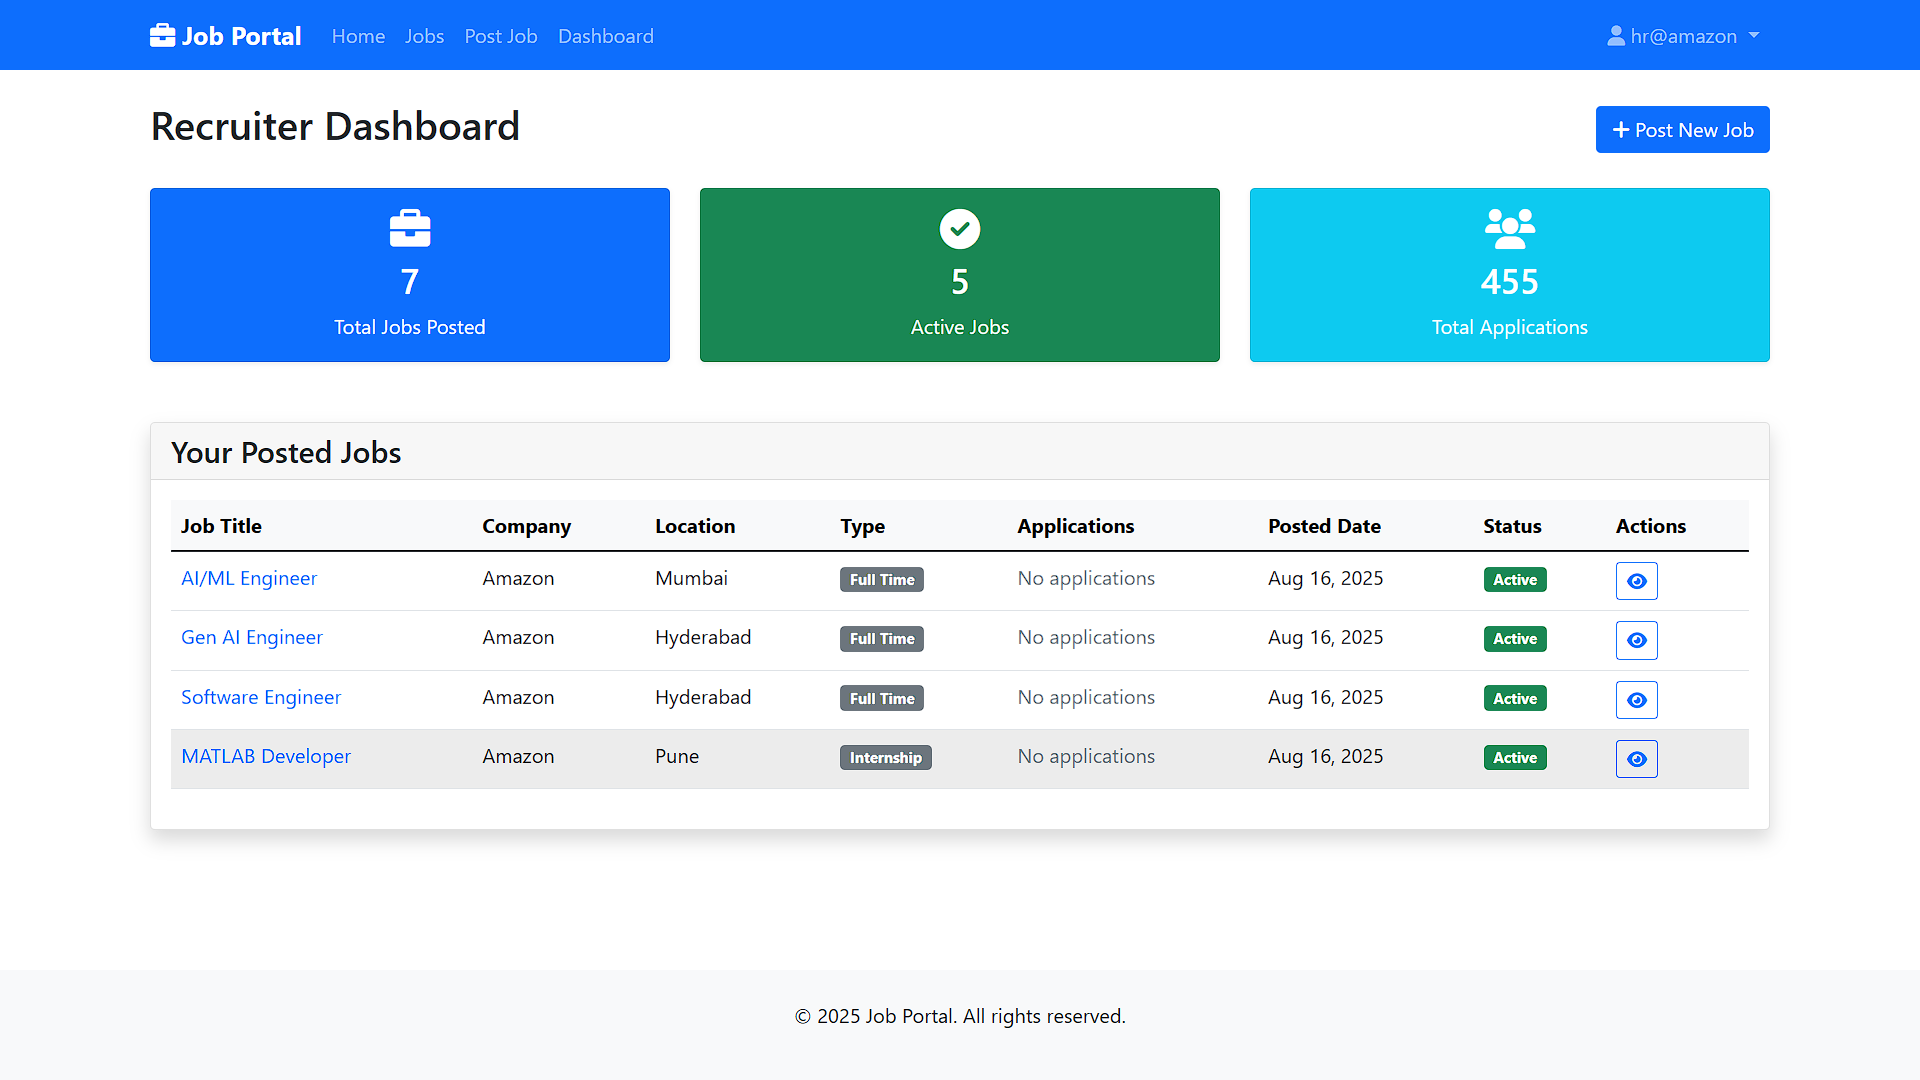 Job Portal Home Jobs Post Job Dashboard hr@amazon
Recruiter Dashboard
+ Post New Job
7
Total Jobs Posted
5
Active Jobs
455
Total Applications
Your Posted Jobs
Job Title Company Location Type Applications Posted Date Status Actions
AI/ML Engineer Amazon Mumbai Full Time No applications Aug 16, 2025 Active
Gen AI Engineer Amazon Hyderabad Full Time No applications Aug 16, 2025 Active
Software Engineer Amazon Hyderabad Full Time No applications Aug 16, 2025 Active
MATLAB Developer Amazon Pune Internship No applications Aug 16, 2025 Active
© 2025 Job Portal. All rights reserved.